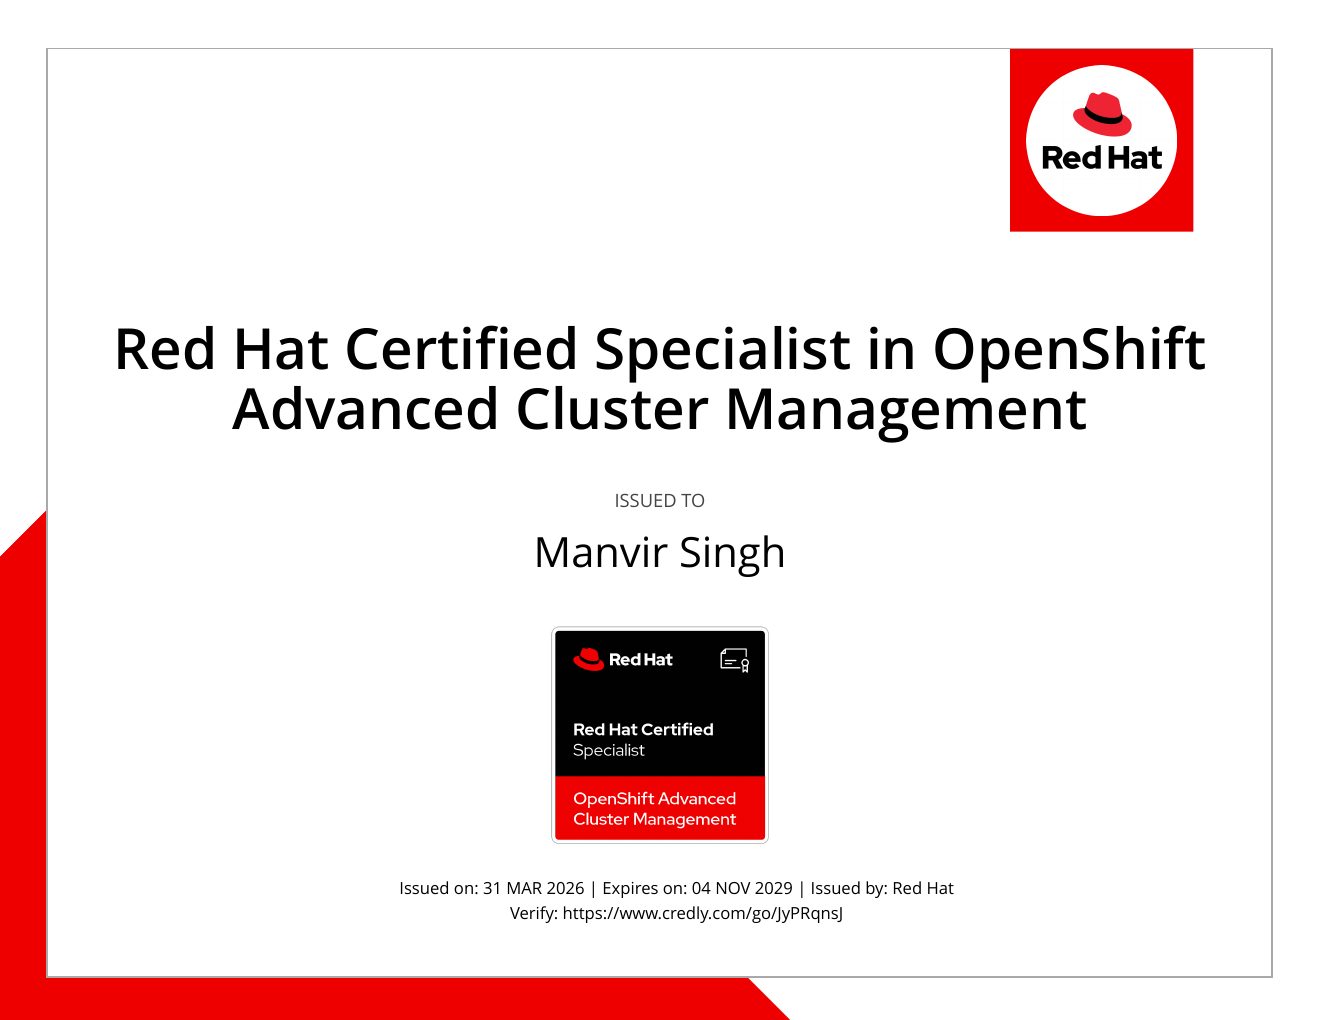 Red Hat
Red Hat Certified Specialist in OpenShift
Advanced Cluster Management
ISSUED TO
Manvir Singh
Red Hat
Red Hat Certified
Specialist
OpenShift Advanced
Cluster Management
Issued on: 31 MAR 2026 | Expires on: 04 NOV 2029 | Issued by: Red Hat
Verify: https://www.credly.com/go/JyPRqnsJ